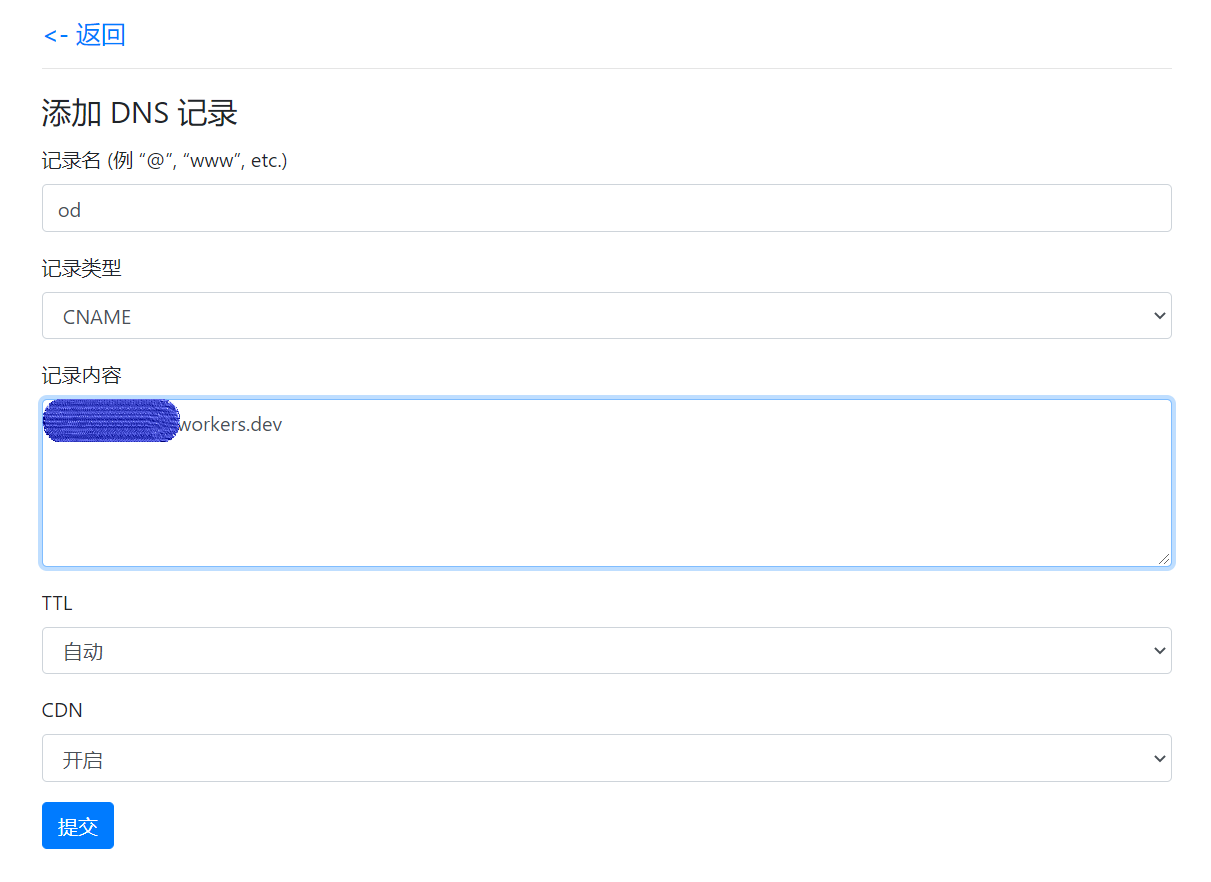 <- 返回
添加 DNS 记录
记录名 (例 “@”, “www”, etc.)
od
记录类型
CNAME
记录内容
workers.dev
TTL
自动
CDN
开启
提交